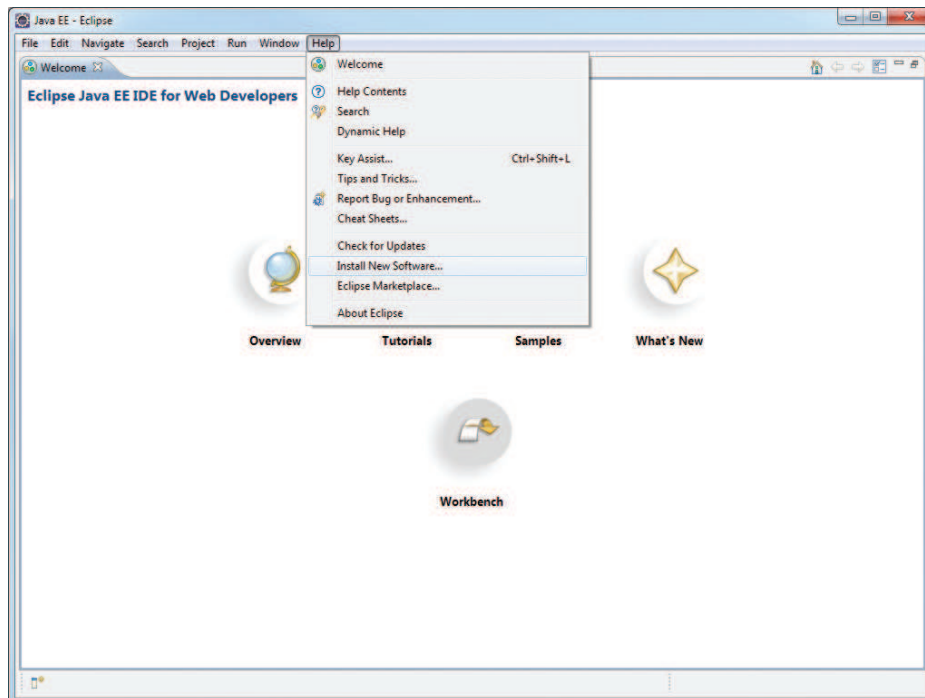 Java EE - Eclipse
File Edit Navigate Search Project Run Window Help
Welcome
Eclipse Java EE IDE for Web Developers
Welcome
Help Contents
Search
Dynamic Help
Key Assist... Ctrl+Shift+L
Tips and Tricks...
Report Bug or Enhancement...
Cheat Sheets...
Check for Updates
Install New Software...
Eclipse Marketplace...
About Eclipse
Overview Tutorials Samples What's New
Workbench